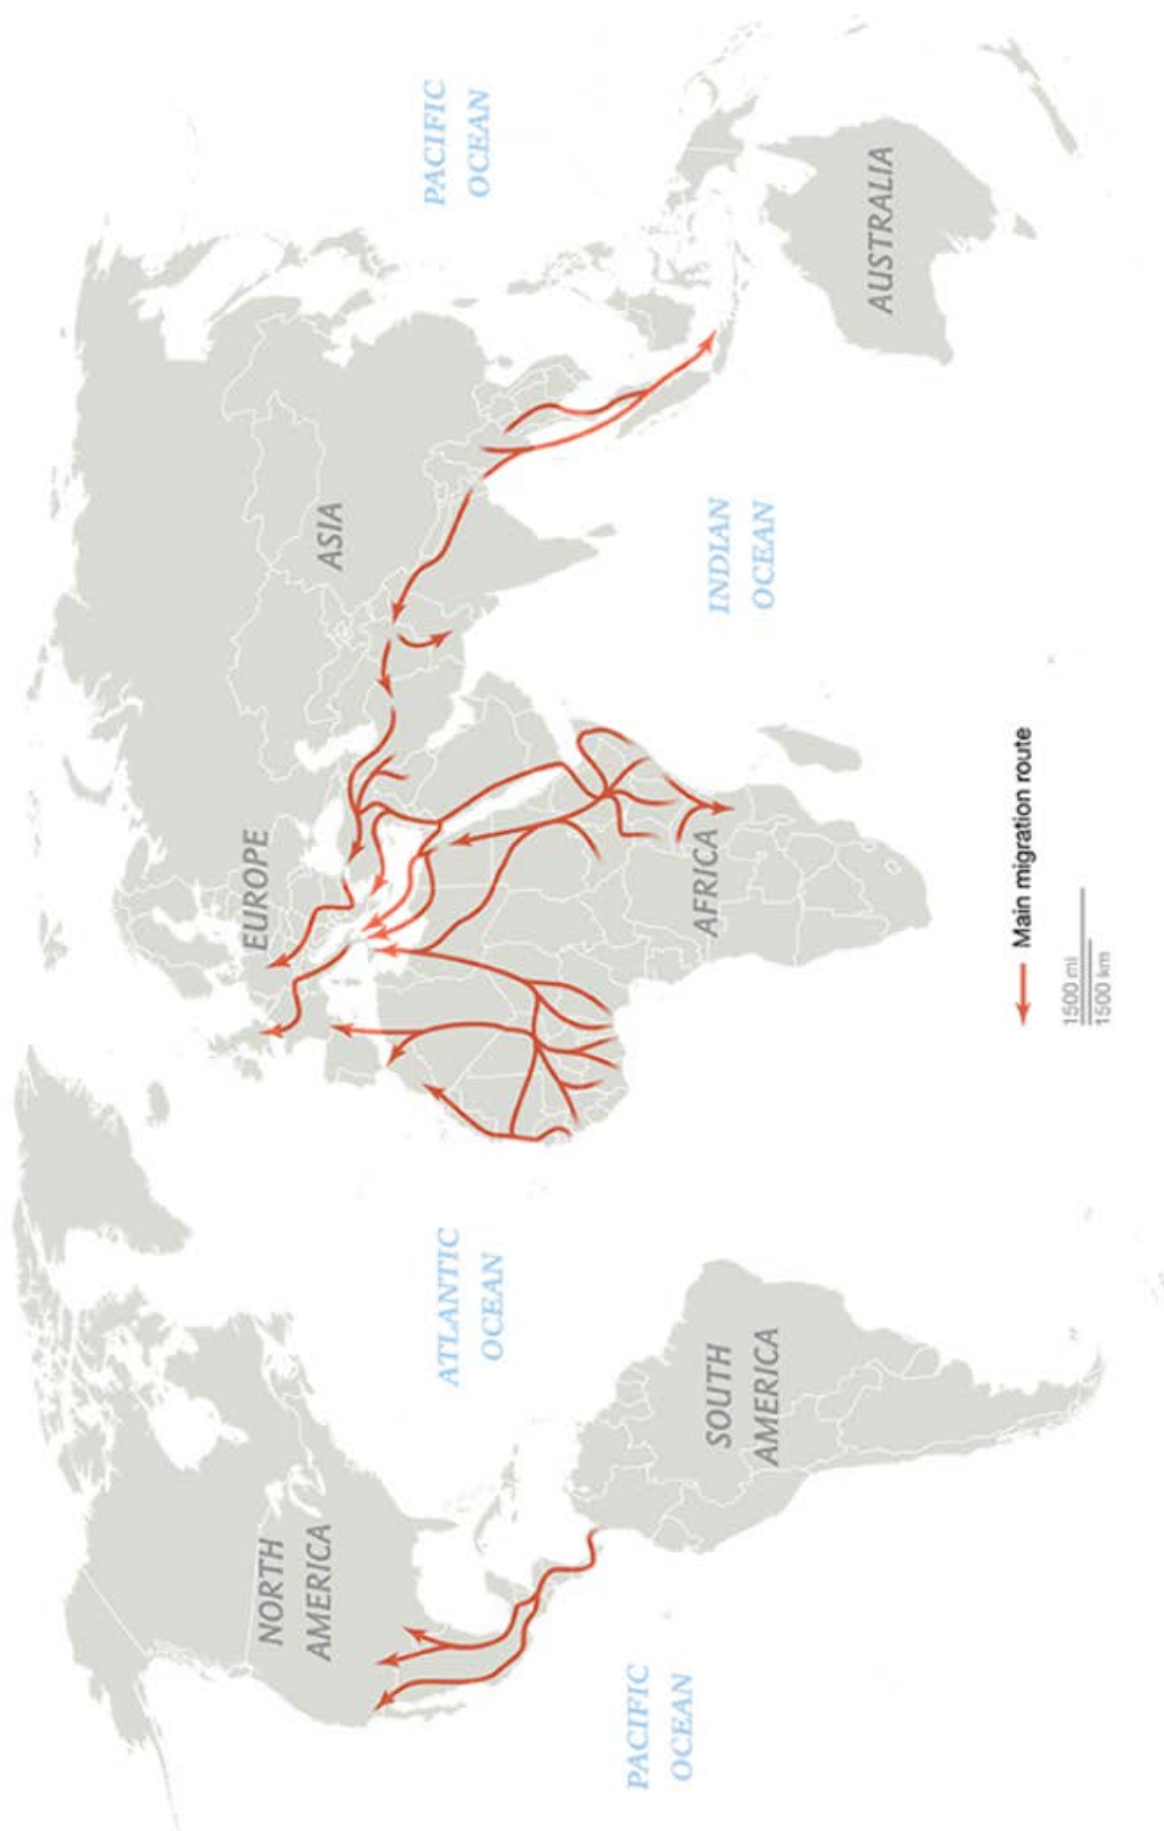 NORTH
AMERICA
EUROPE
ASIA
PACIFIC
OCEAN
ATLANTIC
OCEAN
PACIFIC
OCEAN
SOUTH
AMERICA
AFRICA
INDIAN
OCEAN
AUSTRALIA
Main migration route
1500 mi
1500 km